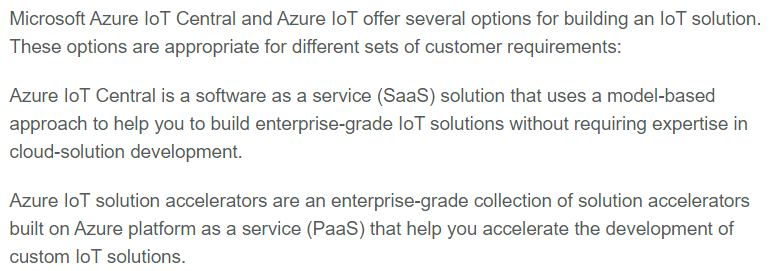 Microsoft Azure IoT Central and Azure IoT offer several options for building an IoT solution.
These options are appropriate for different sets of customer requirements:
Azure IoT Central is a software as a service (SaaS) solution that uses a model-based
approach to help you to build enterprise-grade IoT solutions without requiring expertise in
cloud-solution development.
Azure IoT solution accelerators are an enterprise-grade collection of solution accelerators
built on Azure platform as a service (PaaS) that help you accelerate the development of
custom IoT solutions.